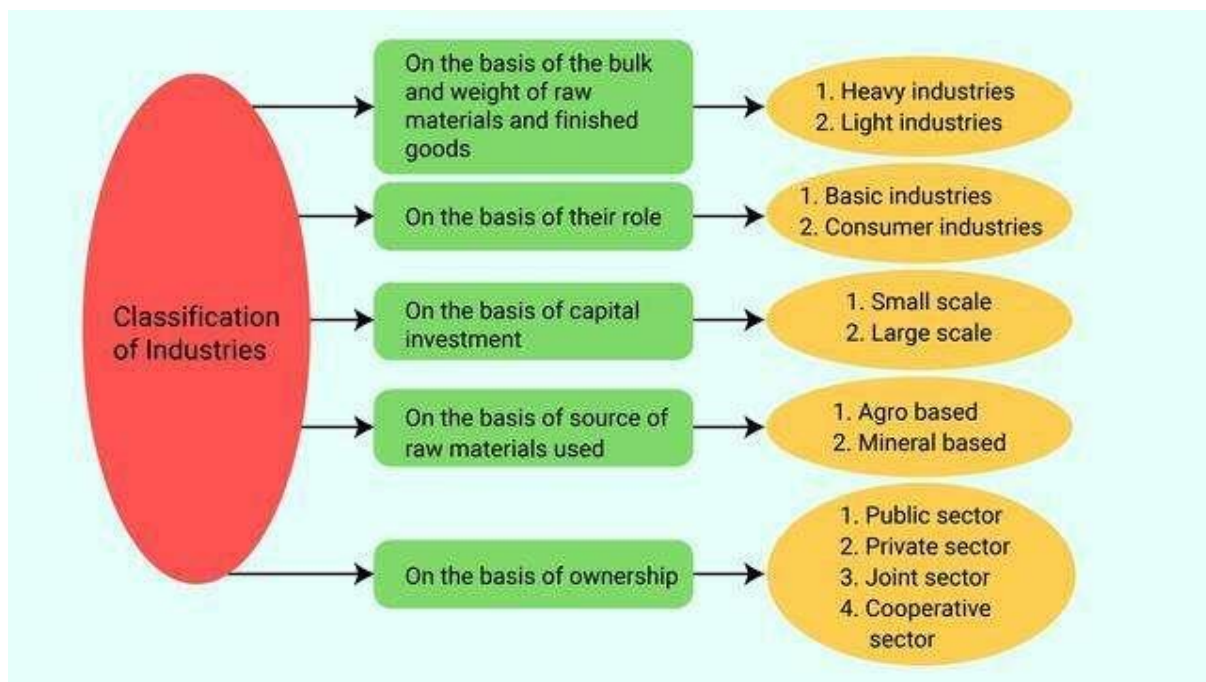 Classification
of Industries
On the basis of the bulk
and weight of raw
materials and finished
goods
1. Heavy industries
2. Light industries
On the basis of their role
1. Basic industries
2. Consumer industries
On the basis of capital
investment
1. Small scale
2. Large scale
On the basis of source of
raw materials used
1. Agro based
2. Mineral based
On the basis of ownership
1. Public sector
2. Private sector
3. Joint sector
4. Cooperative
sector